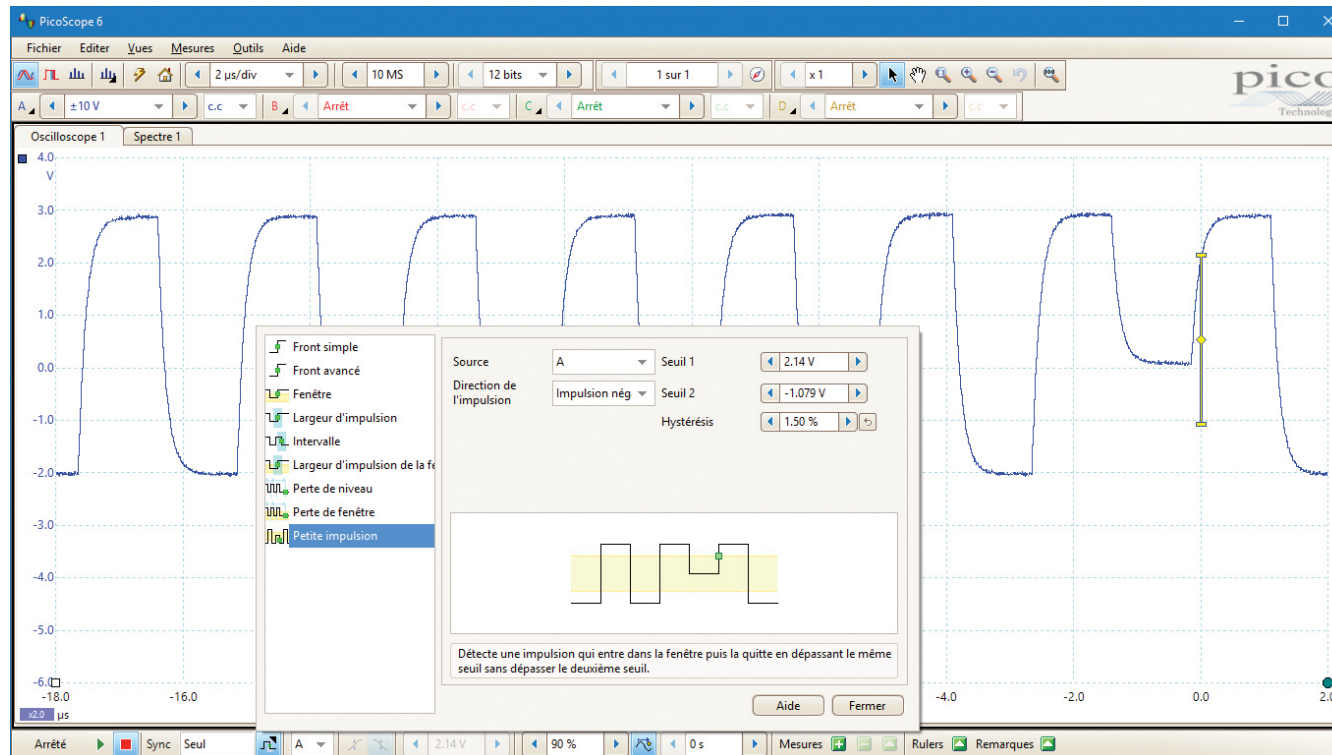 PicoScope 6
Fichier Editer Vues Mesures Outils Aide
2 µs/div 10 MS 12 bits 1 sur 1 x 1
pico
Technology
A ±10 V c.c B Arrêt c.c C Arrêt c.c D Arrêt c.c
Oscilloscope 1 Spectre 1
4.0
V
3.0
2.0
1.0
0.0
-1.0
-2.0
-3.0
-4.0
-5.0
-6.0
Front simple
Front avancé
Fenêtre
Largeur d'impulsion
Intervalle
Largeur d'impulsion de la fe
Perte de niveau
Perte de fenêtre
Petite impulsion
Source A Seuil 1 2.14 V
Direction de l'impulsion Impulsion nég Seuil 2 -1.079 V
Hystérésis 1.50 %
Détecte une impulsion qui entre dans la fenêtre puis la quitte en dépassant le même
seuil sans dépasser le deuxième seuil.
Aide Fermer
-18.0 -16.0 -4.0 -2.0 0.0 2.0
x2.0 µs
Arrêté Sync Seul A 2.14 V 90 % 0 s Mesures Rulers Remarques